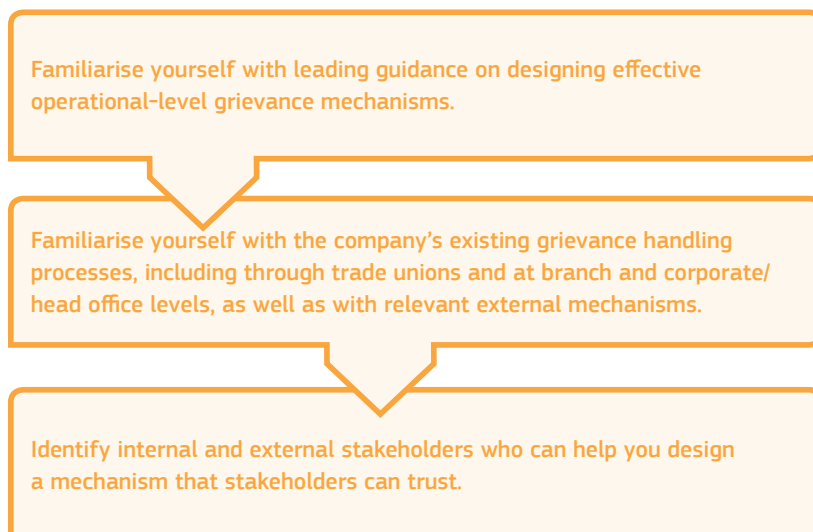 Familiarise yourself with leading guidance on designing effective
operational-level grievance mechanisms.
Familiarise yourself with the company's existing grievance handling
processes, including through trade unions and at branch and corporate/
head office levels, as well as with relevant external mechanisms.
Identify internal and external stakeholders who can help you design
a mechanism that stakeholders can trust.